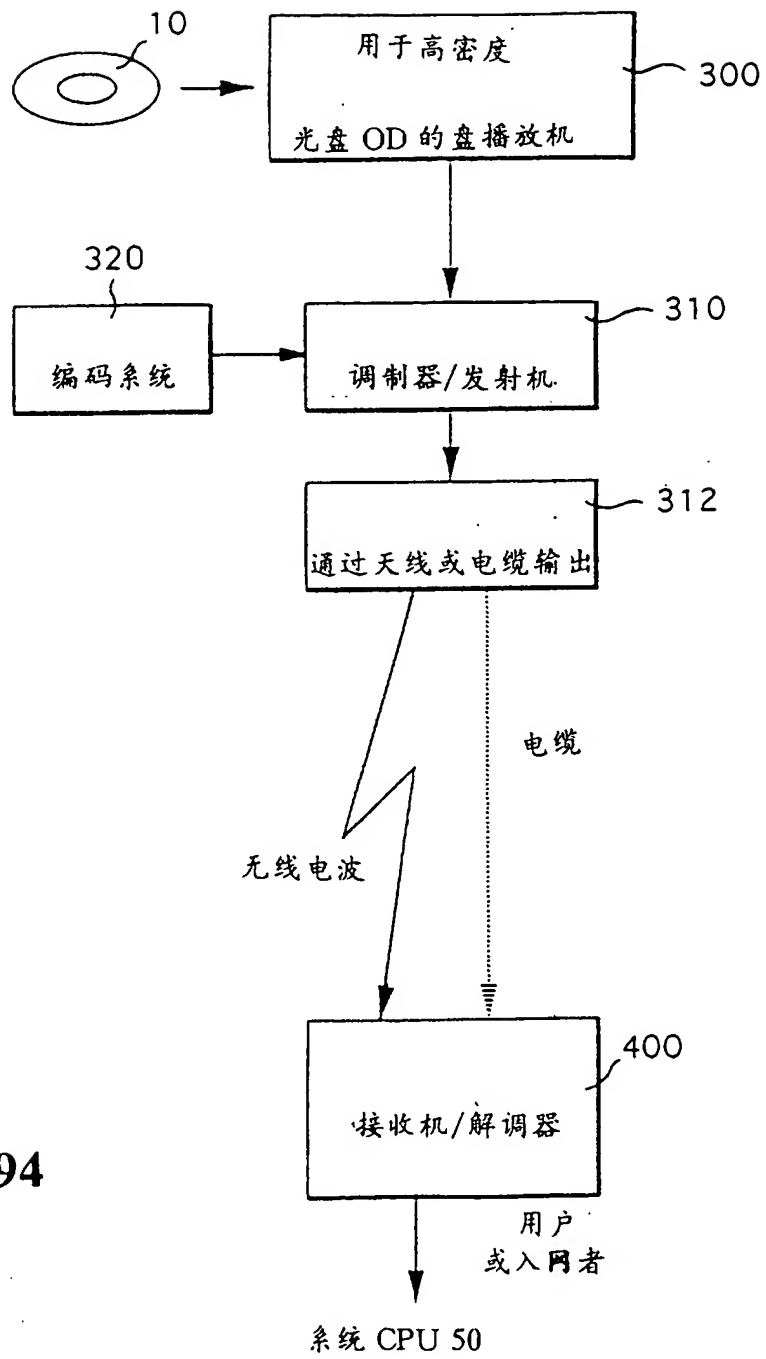 10
用于高密度
300
光盘 OD 的盘播放机
320
310
编码系统
调制器/发射机
312
通过天线或电缆输出
电缆
无线电波
400
接收机/解调器
94
用户
或入网者
系统 CPU 50